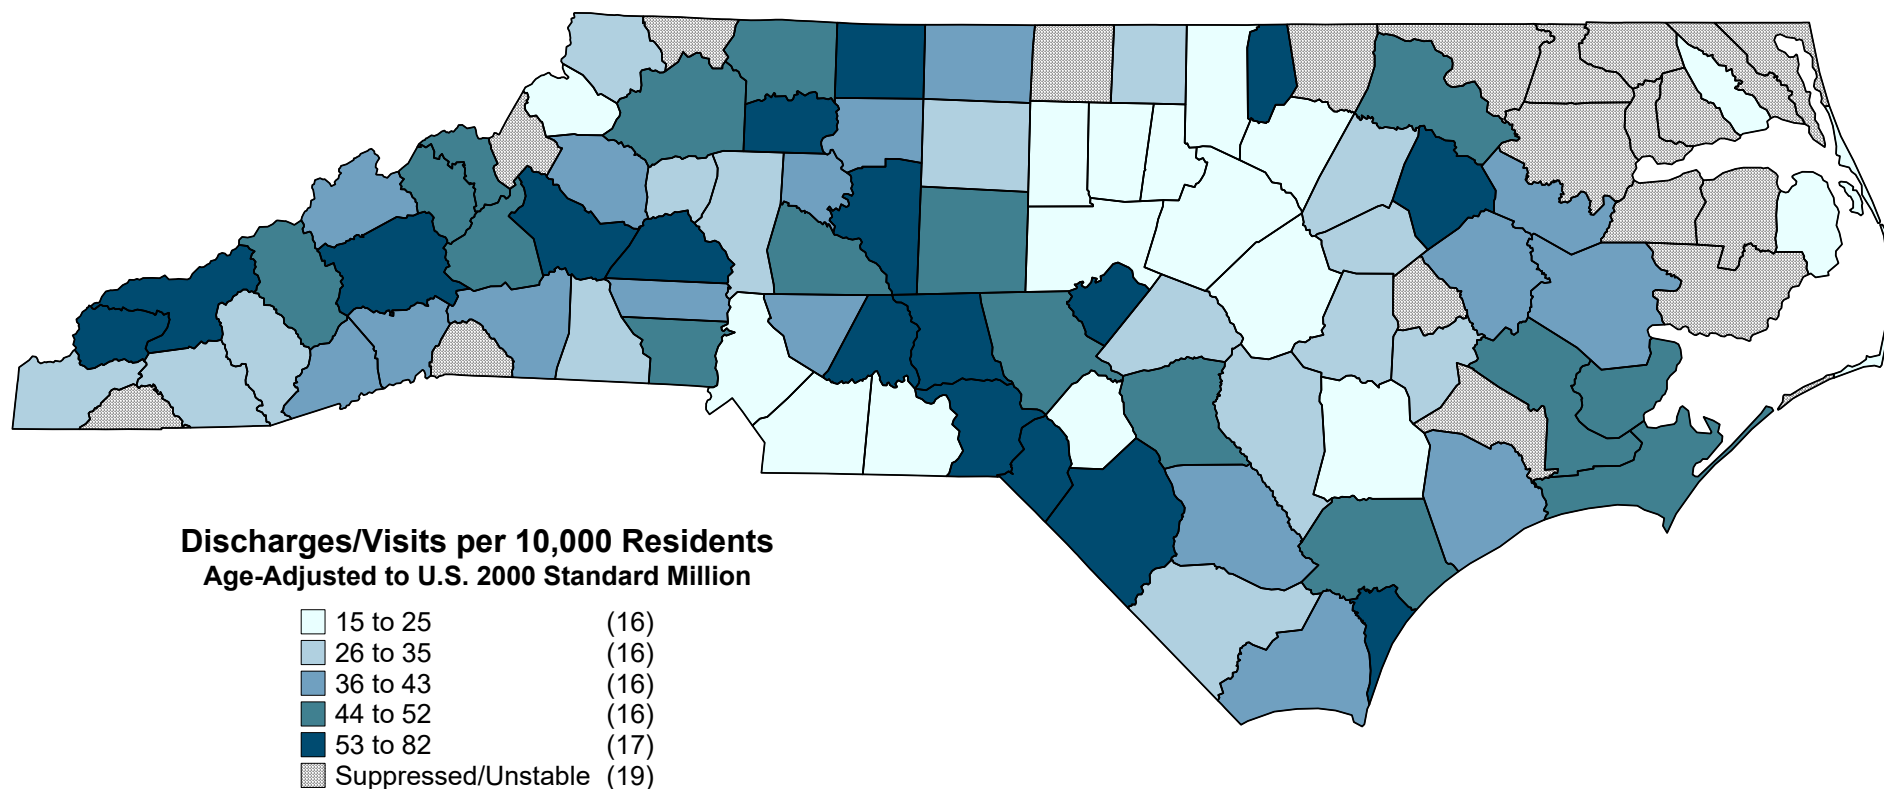 Discharges/Visits per 10,000 Residents
Age-Adjusted to U.S. 2000 Standard Million
15 to 25 (16)
26 to 35 (16)
36 to 43 (16)
44 to 52 (16)
53 to 82 (17)
Suppressed/Unstable (19)